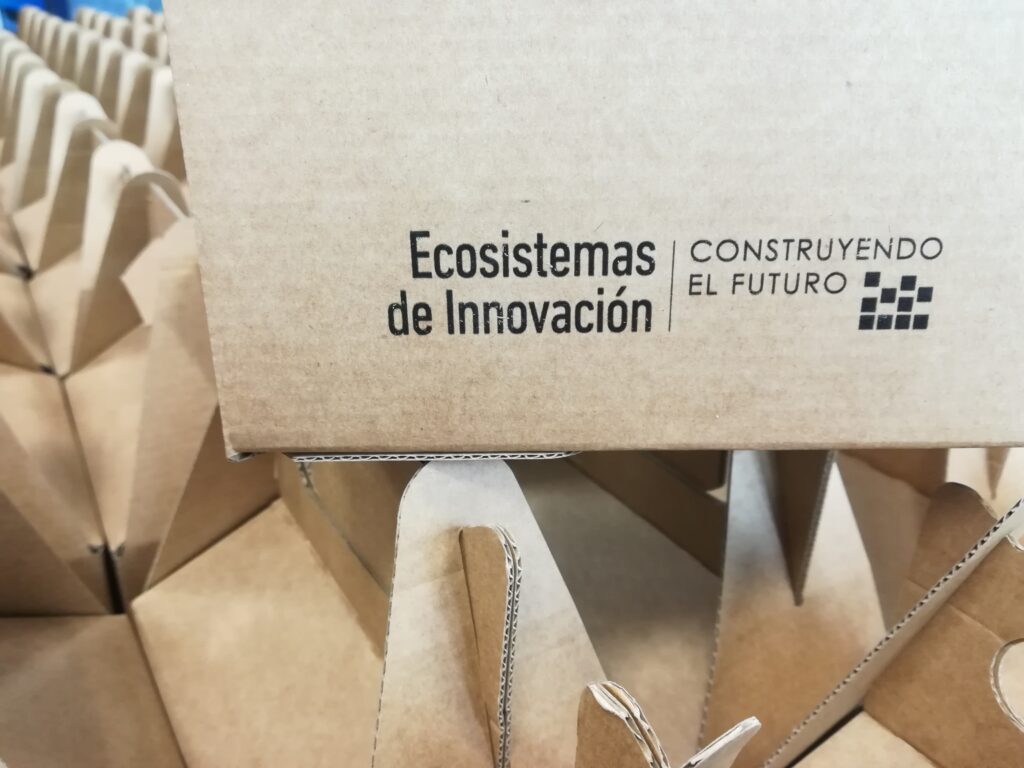 Ecosistemas
de Innovación
CONSTRUYENDO
EL FUTURO